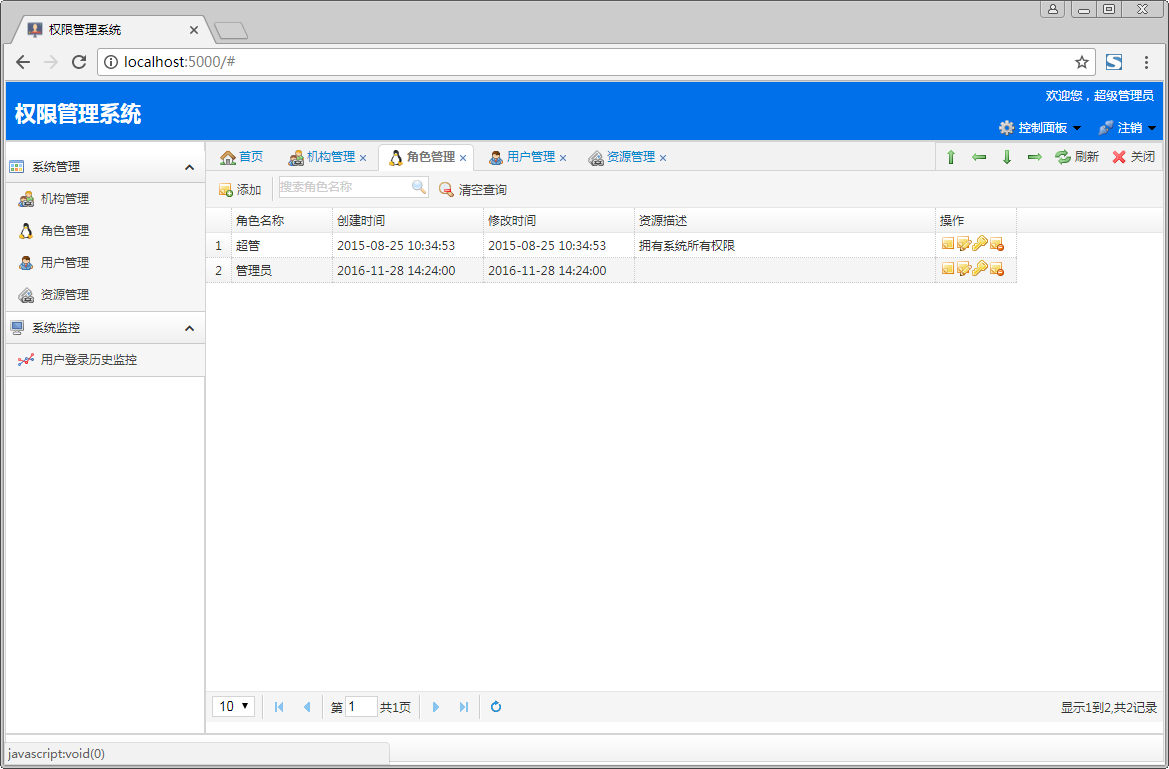 权限管理系统
localhost:5000/#
权限管理系统
欢迎您，超级管理员
控制面板 注销
系统管理
机构管理
角色管理
用户管理
资源管理
系统监控
用户登录历史监控
首页 机构管理 角色管理 用户管理 资源管理 刷新 关闭
添加 搜索角色名称 清空查询
角色名称 创建时间 修改时间 资源描述 操作
1 超管 2015-08-25 10:34:53 2015-08-25 10:34:53 拥有系统所有权限
2 管理员 2016-11-28 14:24:00 2016-11-28 14:24:00
10 第 1 共1页 显示1到2,共2记录
javascript:void(0)